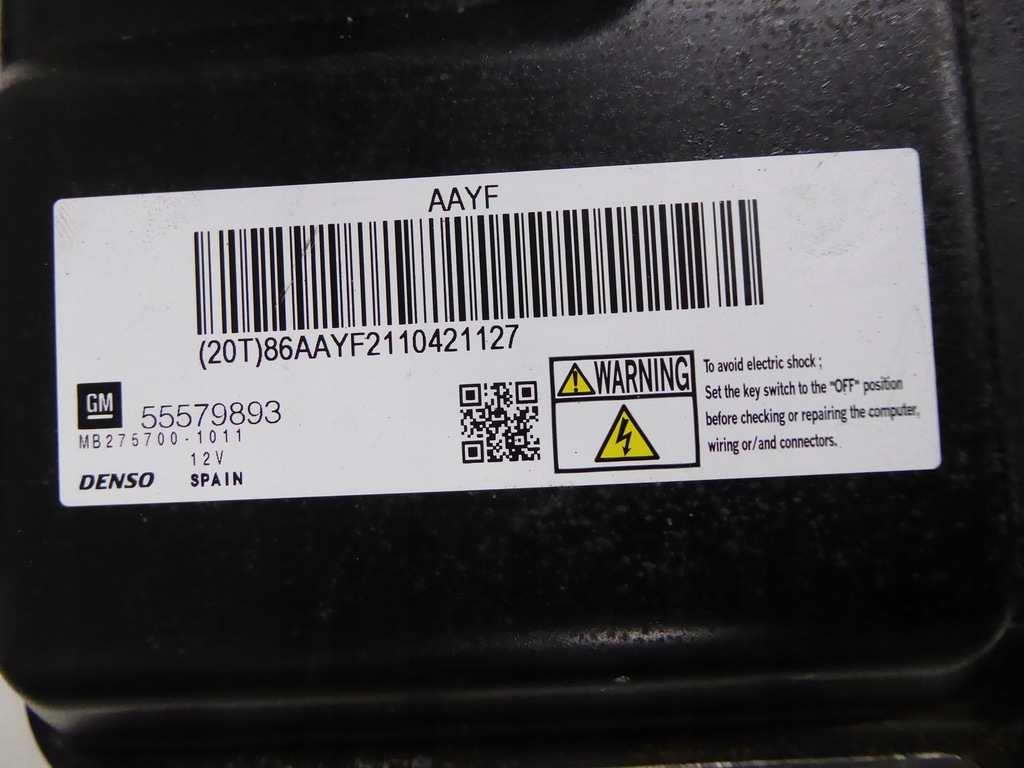 AAYF
(20T)86AAYF2110421127
GM
55579893
MB275700-1011
12V
DENSO SPAIN
WARNING
To avoid electric shock ;
Set the key switch to the "OFF" position
before checking or repairing the computer,
wiring or/and connectors.